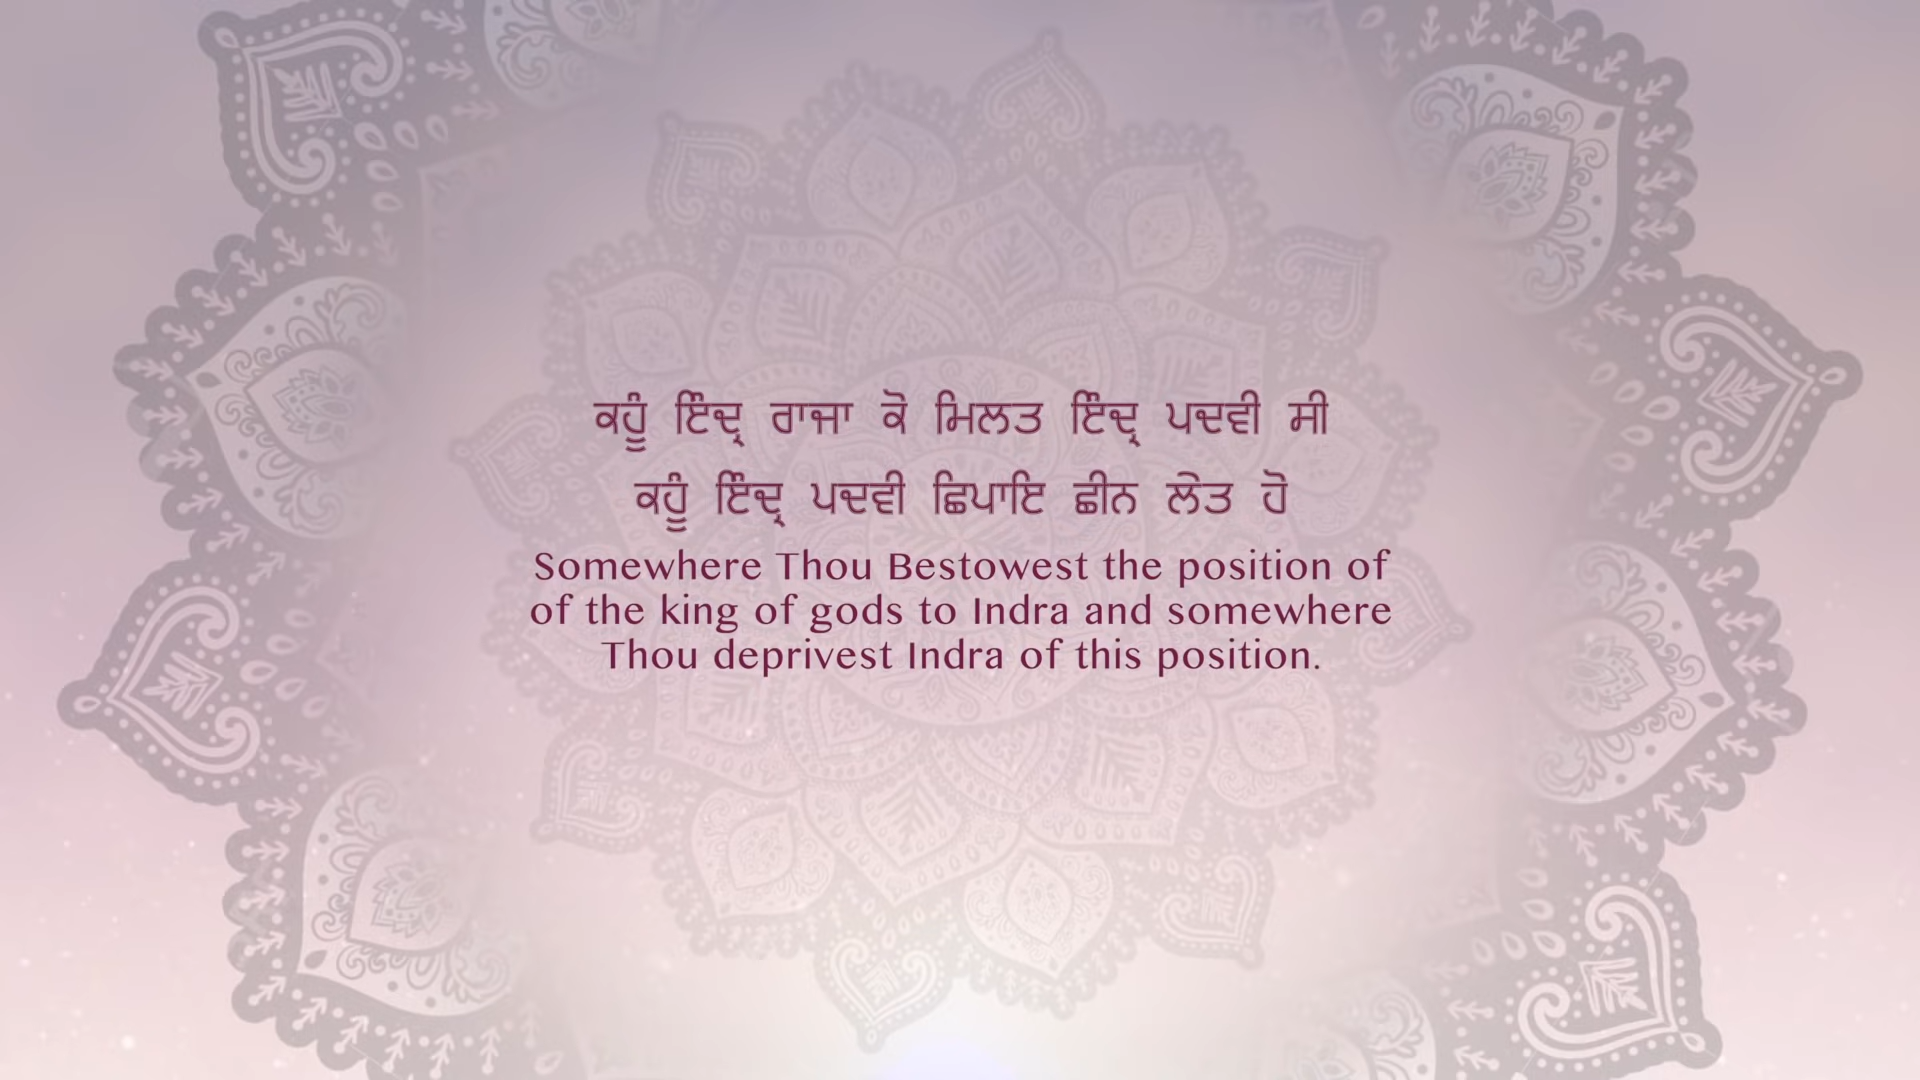 ਕਹੂੰ ਇੰਦ੍ਰ ਰਾਜਾ ਕੋ ਮਿਲਤ ਇੰਦ੍ਰ ਪਦਵੀ ਸੀ
ਕਹੂੰ ਇੰਦ੍ਰ ਪਦਵੀ ਛਿਪਾਇ ਛੀਨ ਲੇਤ ਹੋ
Somewhere Thou Bestowest the position of
of the king of gods to Indra and somewhere
Thou deprivest Indra of this position.